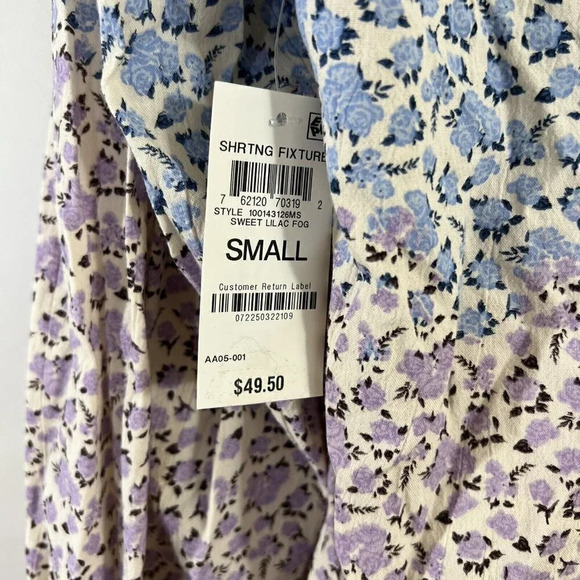 SHRTNG FIXTURE
7 62120 70319 2
STYLE 100143126MS
SWEET LILAC FOG
SMALL
Customer Return Label
072250322109
AA05-001
$49.50